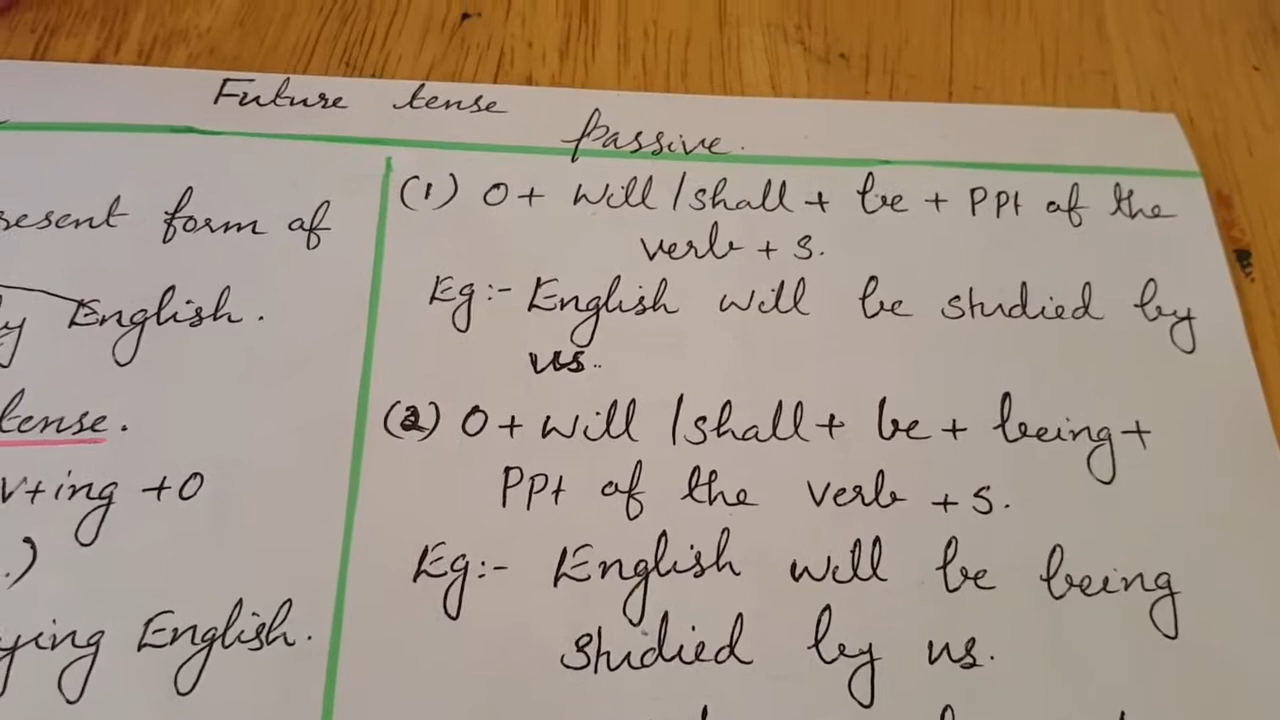 Future tense
Passive.
resent form of
y English.
tense.
v+ing +O
.)
ying English.
(1) O+ will /shall + be + PPt of the
verb + S.
Eg:- English will be studied by
us..
(2) O+ will /shall + be + being+
PPt of the verb + S.
Eg:- English will be being
studied by us.